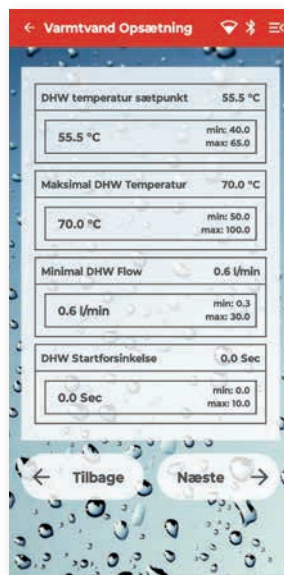 Varmtvand Opsætning
DHW temperatur sætpunkt 55.5 °C
55.5 °C min: 40.0
max: 65.0
Maksimal DHW Temperatur 70.0 °C
70.0 °C min: 50.0
max: 100.0
Minimal DHW Flow 0.6 l/min
0.6 l/min min: 0.3
max: 30.0
DHW Startforsinkelse 0.0 Sec
0.0 Sec min: 0.0
max: 10.0
Tilbage Næste